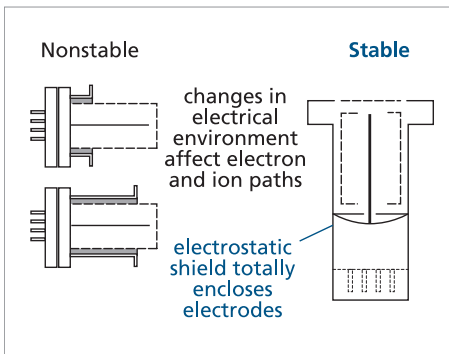 Nonstable
Stable
changes in
electrical
environment
affect electron
and ion paths
electrostatic
shield totally
encloses
electrodes